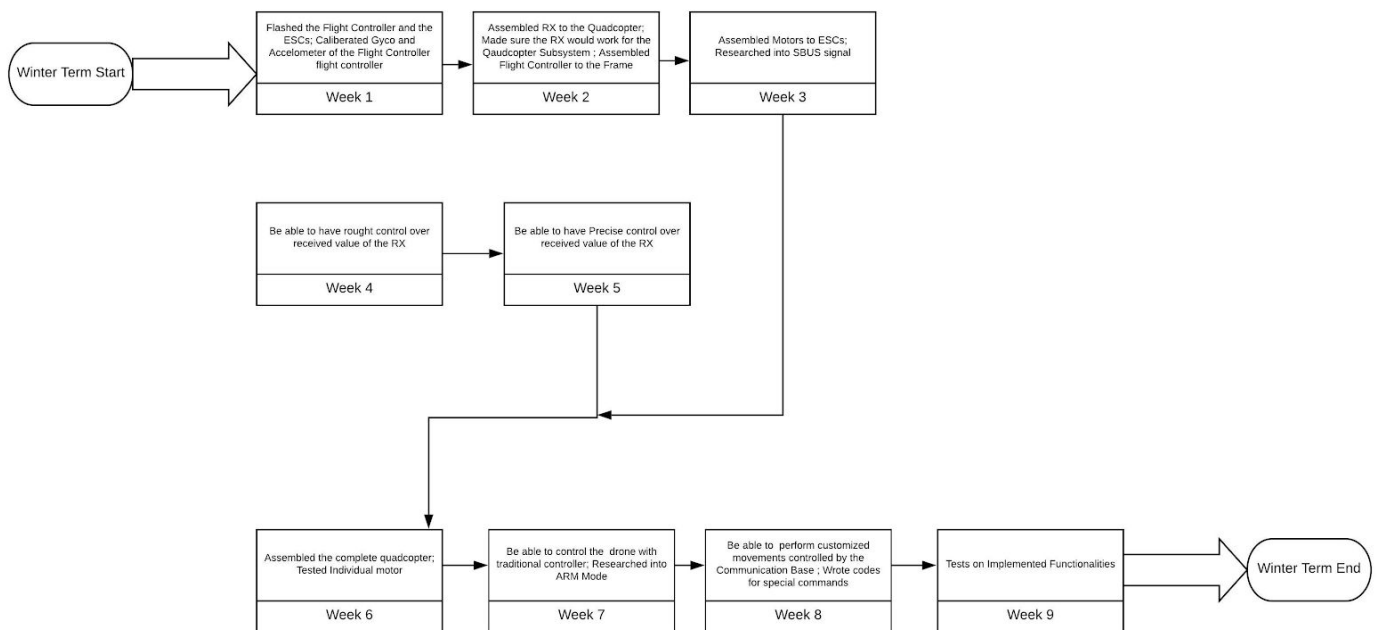 Winter Term Start
Flashed the Flight Controller and the
ESCs; Caliberated Gyco and
Accelometer of the Flight Controller
flight controller
Week 1
Assembled RX to the Quadcopter;
Made sure the RX would work for the
Qaudcopter Subsystem ; Assembled
Flight Controller to the Frame
Week 2
Assembled Motors to ESCs;
Researched into SBUS signal
Week 3
Be able to have rought control over
received value of the RX
Week 4
Be able to have Precise control over
received value of the RX
Week 5
Assembled the complete quadcopter;
Tested Individual motor
Week 6
Be able to control the  drone with
traditional controller; Researched into
ARM Mode
Week 7
Be able to  perform customized
movements controlled by the
Communication Base ; Wrote codes
for special commands
Week 8
Tests on Implemented Functionalities
Week 9
Winter Term End